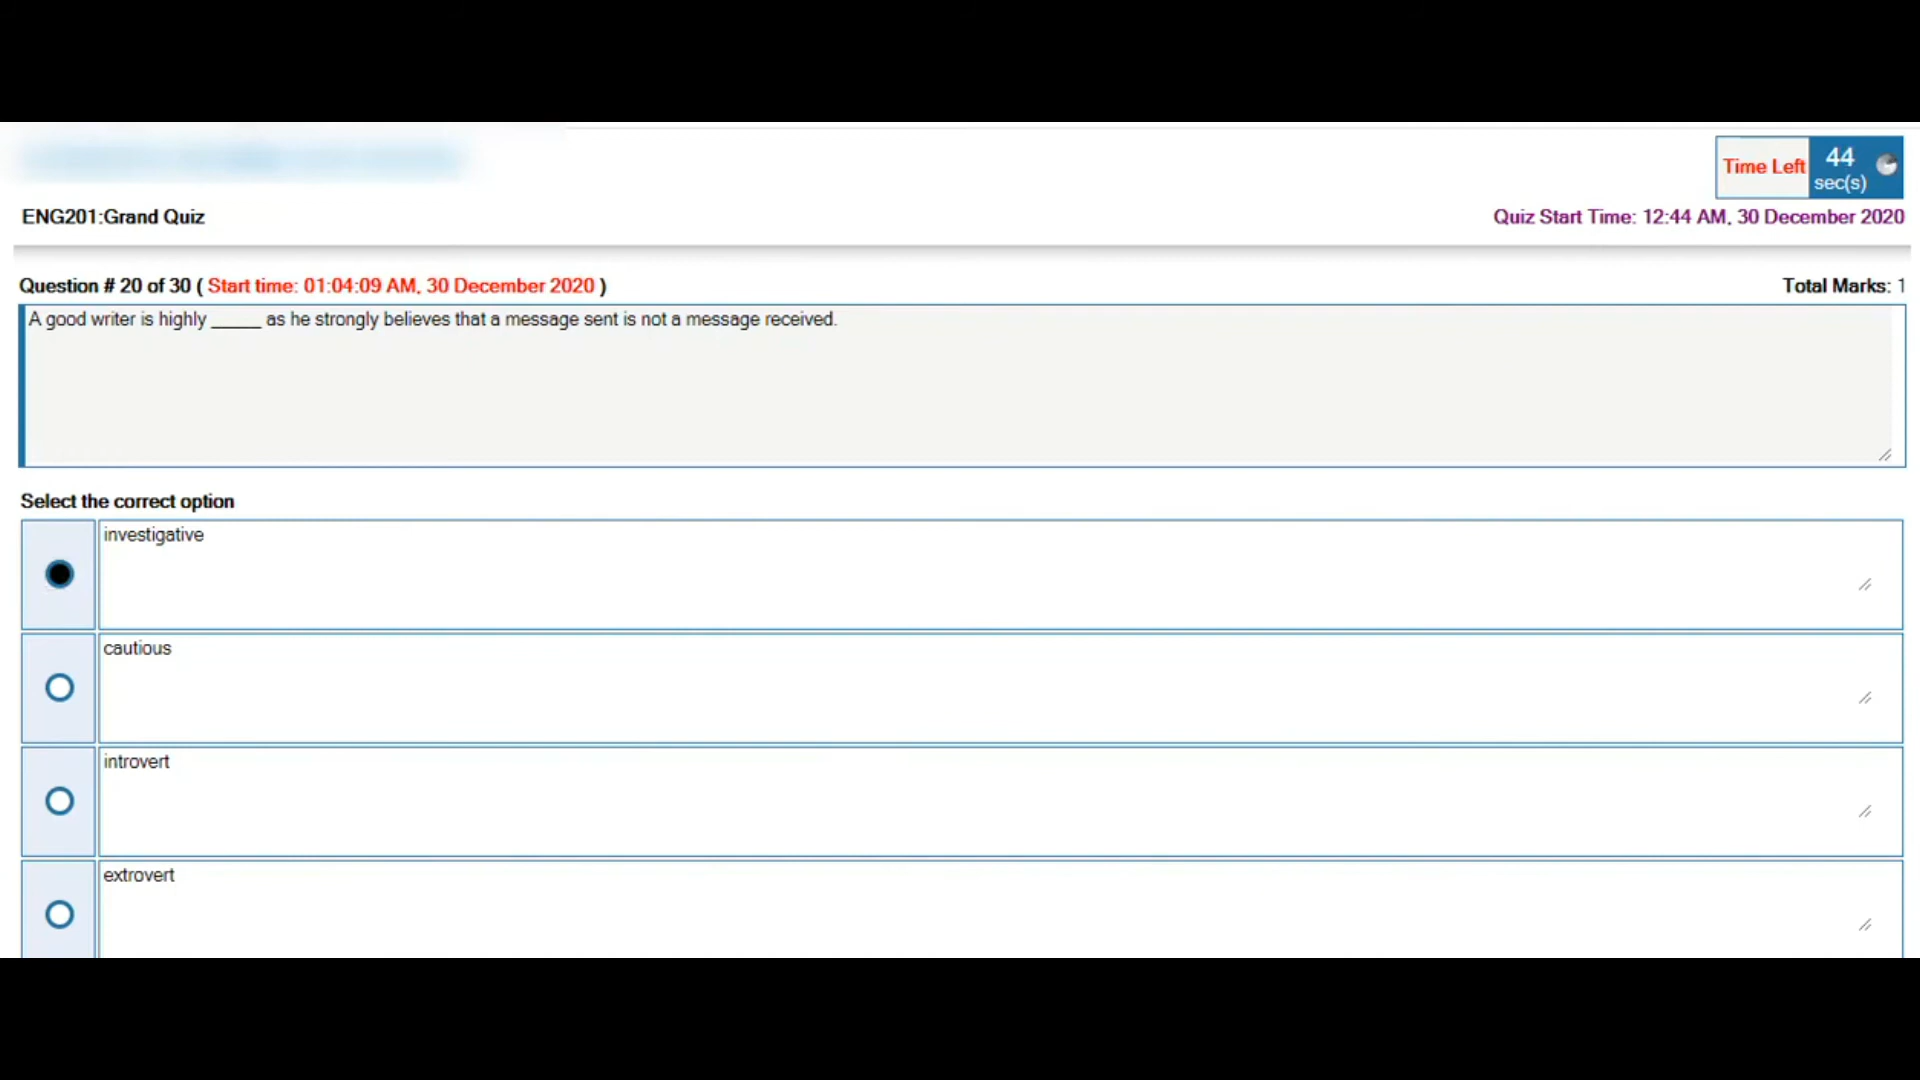 Time Left 44 sec(s)
ENG201:Grand Quiz
Quiz Start Time: 12:44 AM, 30 December 2020
Question # 20 of 30 ( Start time: 01:04:09 AM, 30 December 2020 )
Total Marks: 1
A good writer is highly _____ as he strongly believes that a message sent is not a message received.
Select the correct option
investigative
cautious
introvert
extrovert